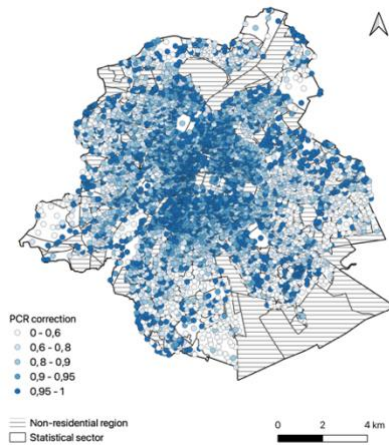 PCR correction
0 - 0,6
0,6 - 0,8
0,8 - 0,9
0,9 - 0,95
0,95 - 1
Non-residential region
Statistical sector
0 2 4 km